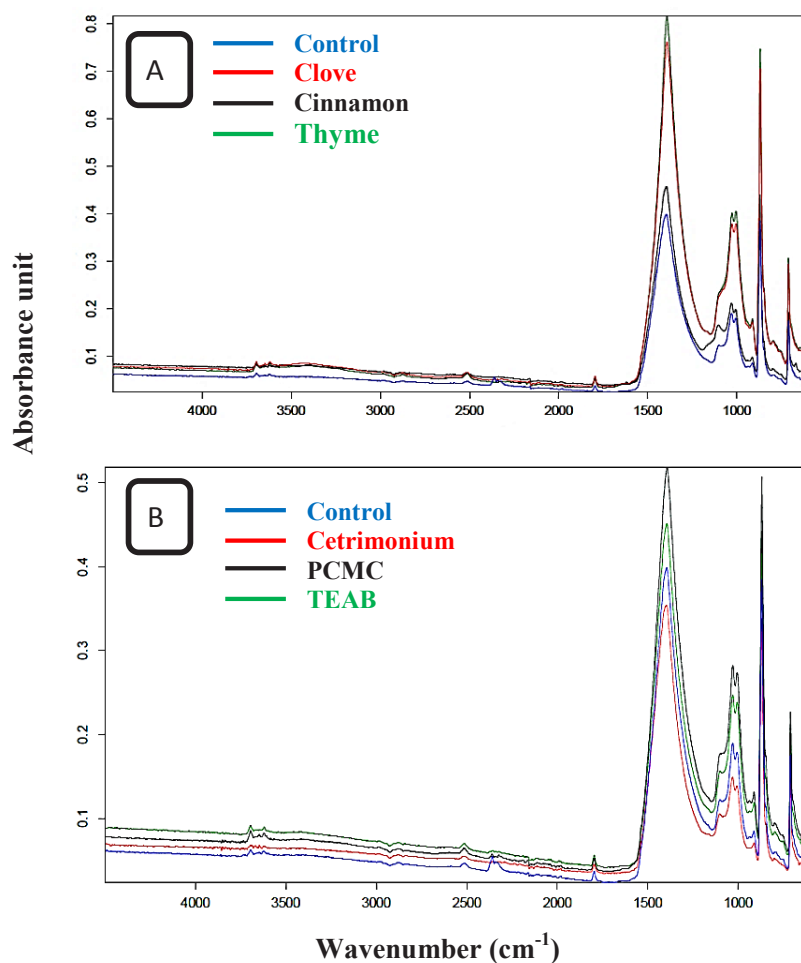 A
Control
Clove
Cinnamon
Thyme
0.8
0.7
0.6
0.5
0.4
0.3
0.2
0.1
4000 3500 3000 2500 2000 1500 1000
Absorbance unit
B
Control
Cetrimonium
PCMC
TEAB
0.5
0.4
0.3
0.2
0.1
4000 3500 3000 2500 2000 1500 1000
Wavenumber (cm⁻¹)